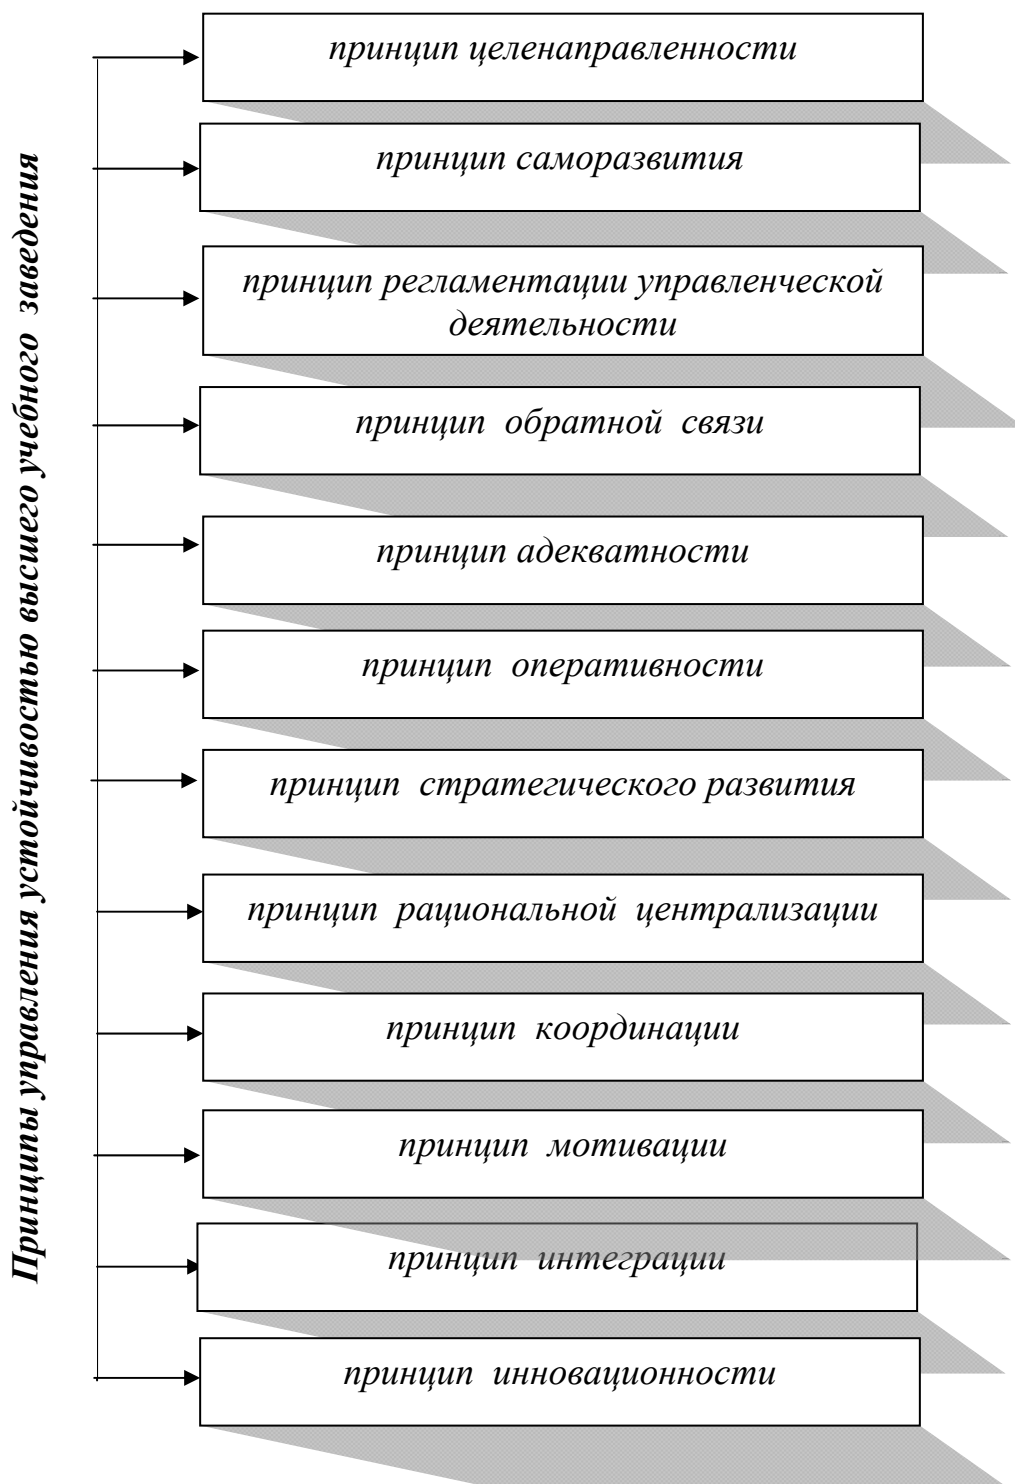 Принципы управления устойчивостью высшего учебного заведения
принцип целенаправленности
принцип саморазвития
принцип регламентации управленческой
деятельности
принцип обратной связи
принцип адекватности
принцип оперативности
принцип стратегического развития
принцип рациональной централизации
принцип координации
принцип мотивации
принцип интеграции
принцип инновационности